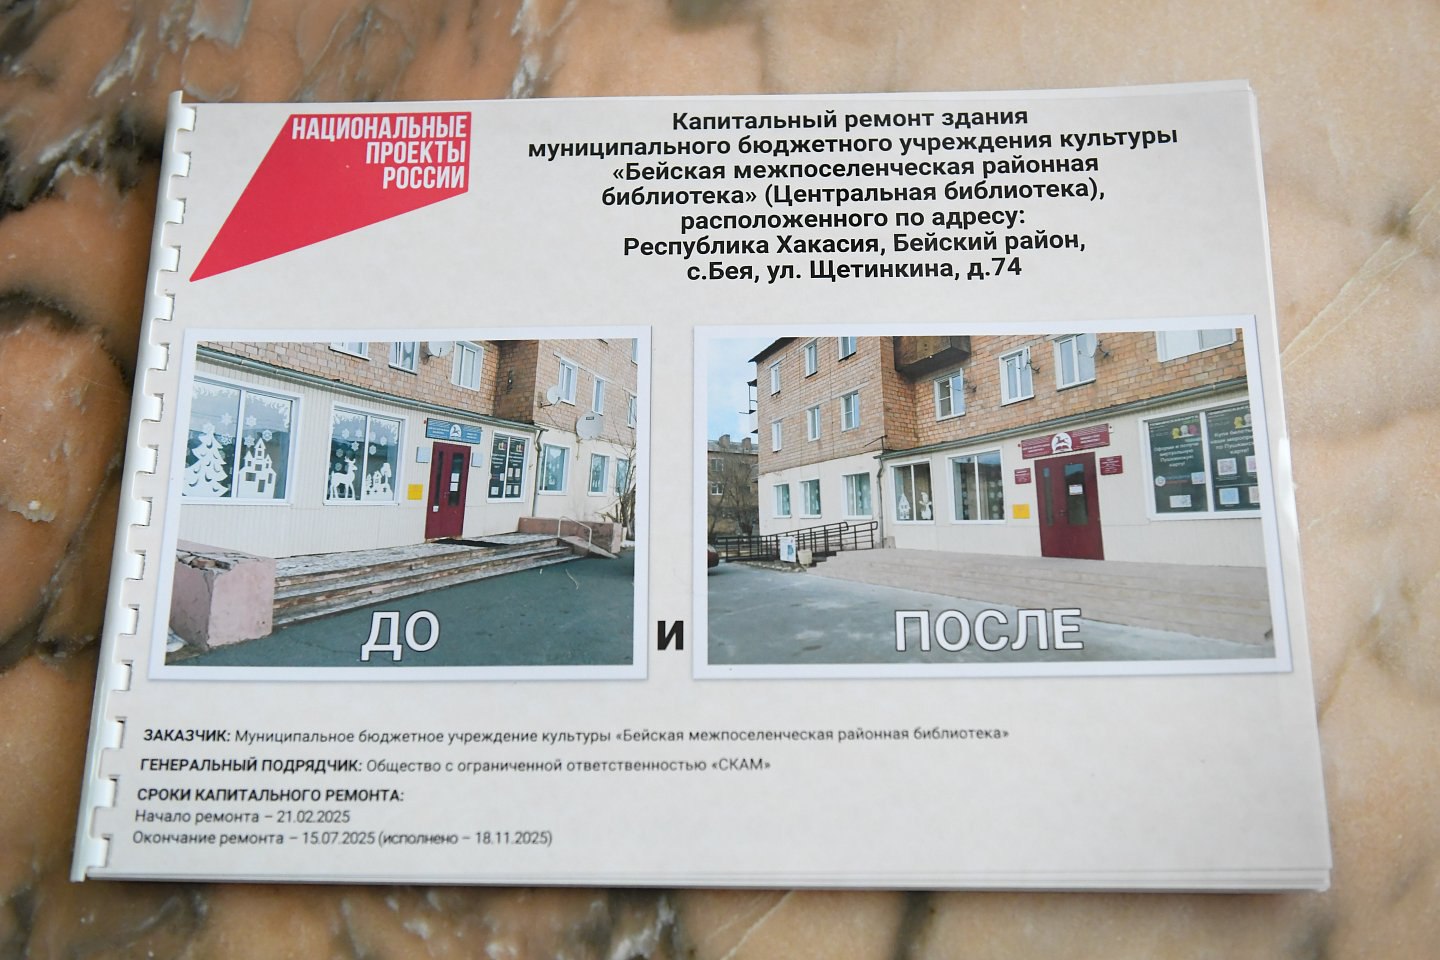 НАЦИОНАЛЬНЫЕ
ПРОЕКТЫ
РОССИИ
Капитальный ремонт здания
муниципального бюджетного учреждения культуры
«Бейская межпоселенческая районная
библиотека» (Центральная библиотека),
расположенного по адресу:
Республика Хакасия, Бейский район,
с.Бея, ул. Щетинкина, д.74
ДО
и
ПОСЛЕ
ЗАКАЗЧИК: Муниципальное бюджетное учреждение культуры «Бейская межпоселенческая районная библиотека»
ГЕНЕРАЛЬНЫЙ ПОДРЯДЧИК: Общество с ограниченной ответственностью «СКАМ»
СРОКИ КАПИТАЛЬНОГО РЕМОНТА:
Начало ремонта – 21.02.2025
Окончание ремонта – 15.07.2025 (исполнено – 18.11.2025)